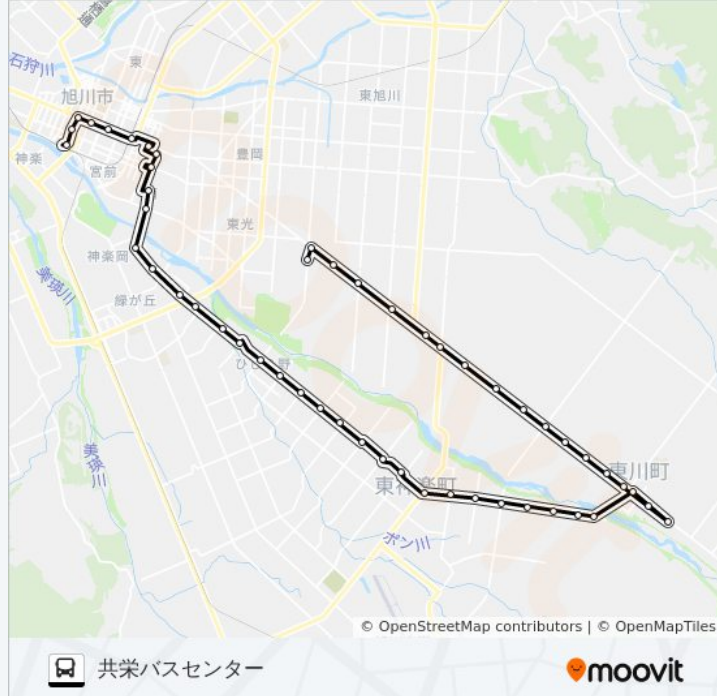 石狩川
東
旭川市
東旭川
神楽
宮前
豊岡
東光
神楽岡
美瑛川
緑が丘
美瑛川
東川町
ポン川
© OpenStreetMap contributors | © OpenMapTiles
共栄バスセンター
moovit